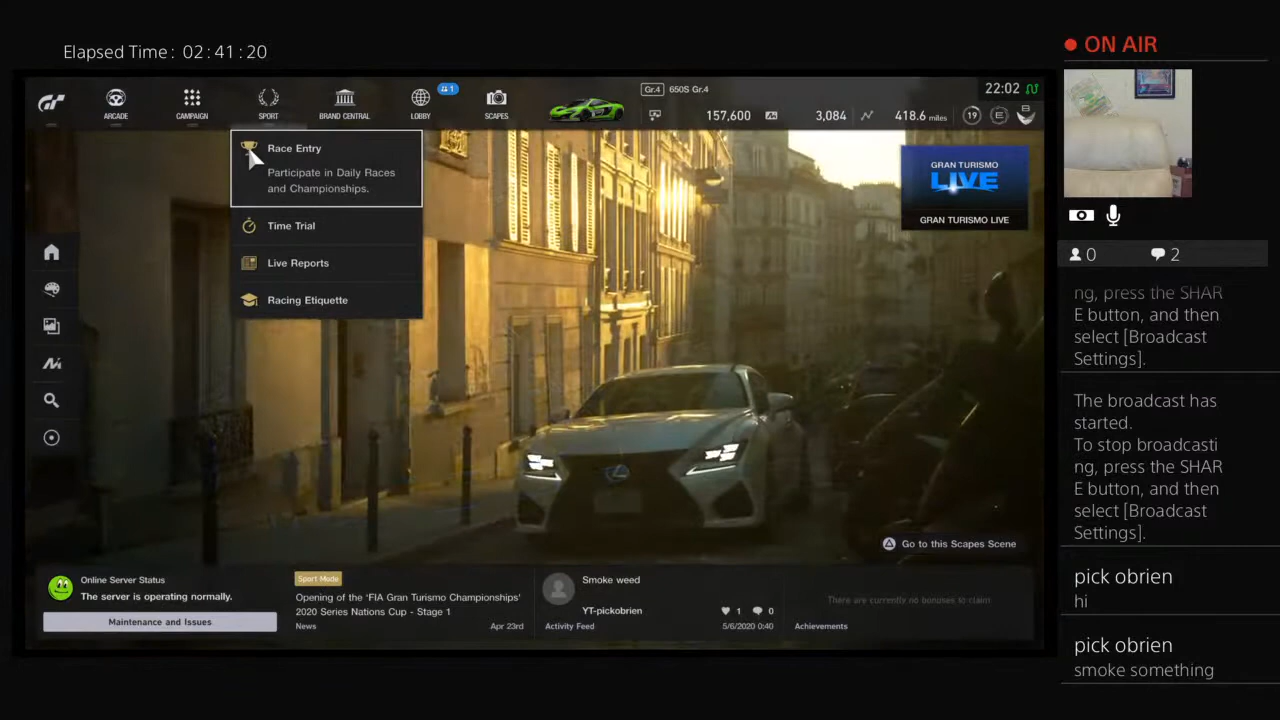 Elapsed Time: 02:41:20
ON AIR
ARCADE
CAMPAIGN
SPORT
BRAND CENTRAL
LOBBY
1
SCAPES
Gr.4 650S Gr.4
22:02
157,600
3,084
418.6 miles
19
E
B
Race Entry
Participate in Daily Races
and Championships.
Time Trial
Live Reports
Racing Etiquette
GRAN TURISMO
LIVE
GRAN TURISMO LIVE
0
2
ng, press the SHAR
E button, and then
select [Broadcast
Settings].
The broadcast has
started.
To stop broadcasti
ng, press the SHAR
E button, and then
select [Broadcast
Settings].
pick obrien
hi
pick obrien
smoke something
Go to this Scapes Scene
Online Server Status
The server is operating normally.
Maintenance and Issues
Sport Mode
Opening of the 'FIA Gran Turismo Championships'
2020 Series Nations Cup - Stage 1
News
Apr 23rd
Smoke weed
YT-pickobrien
1
0
Activity Feed
5/6/2020 0:40
There are currently no bonuses to claim
Achievements